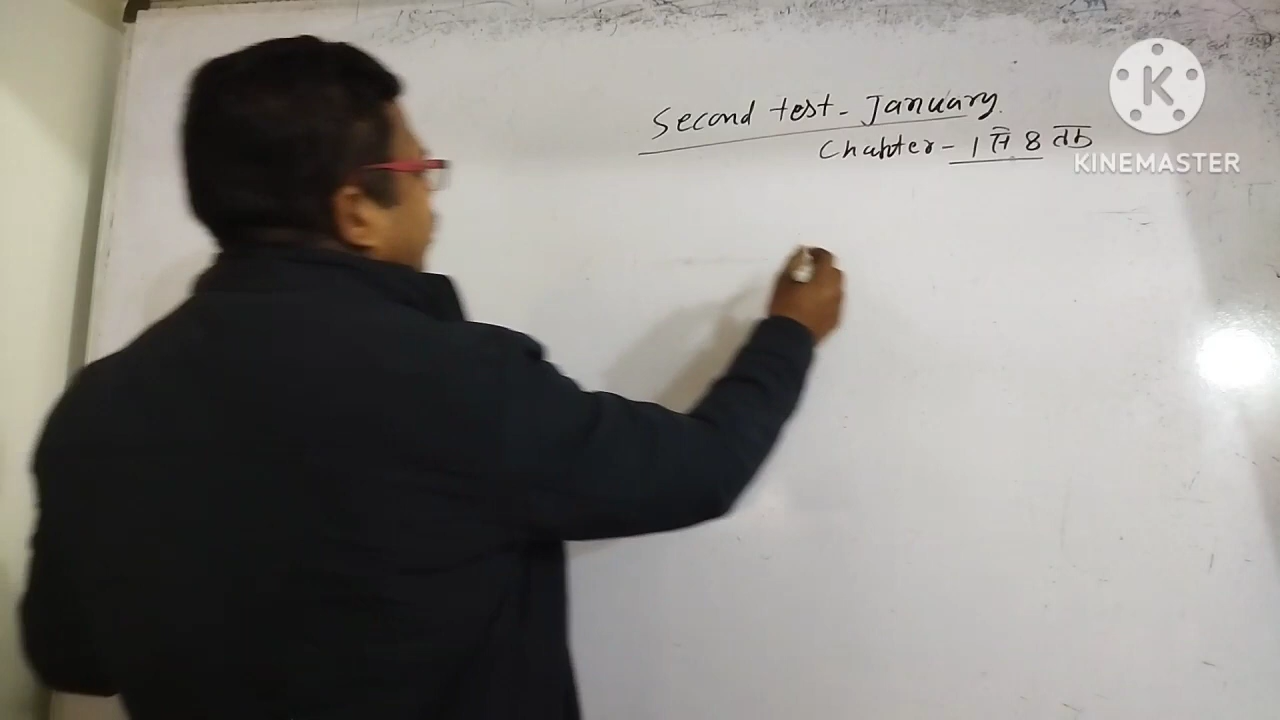 Second test - January
Chapter - 1 से 8 तक
K
KINEMASTER